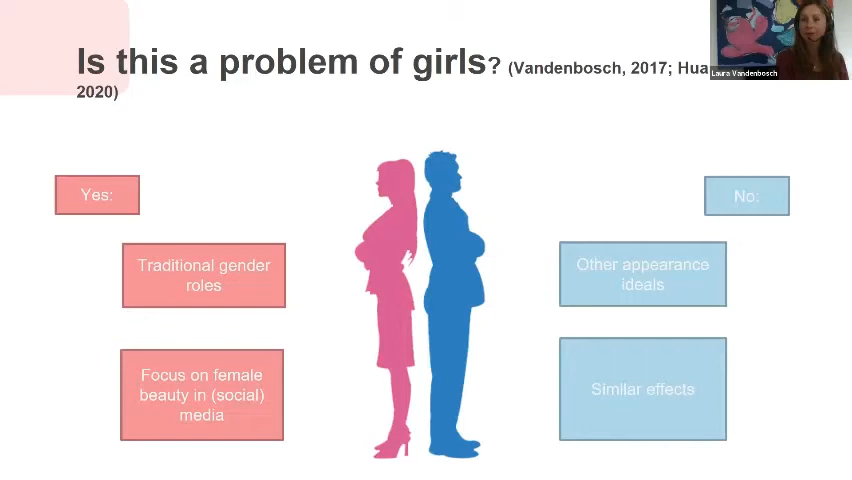 Is this a problem of girls? (Vandenbosch, 2017; Hua
2020)
Laura Vandenbosch
Yes:
No:
Traditional gender
roles
Other appearance
ideals
Focus on female
beauty in (social)
media
Similar effects